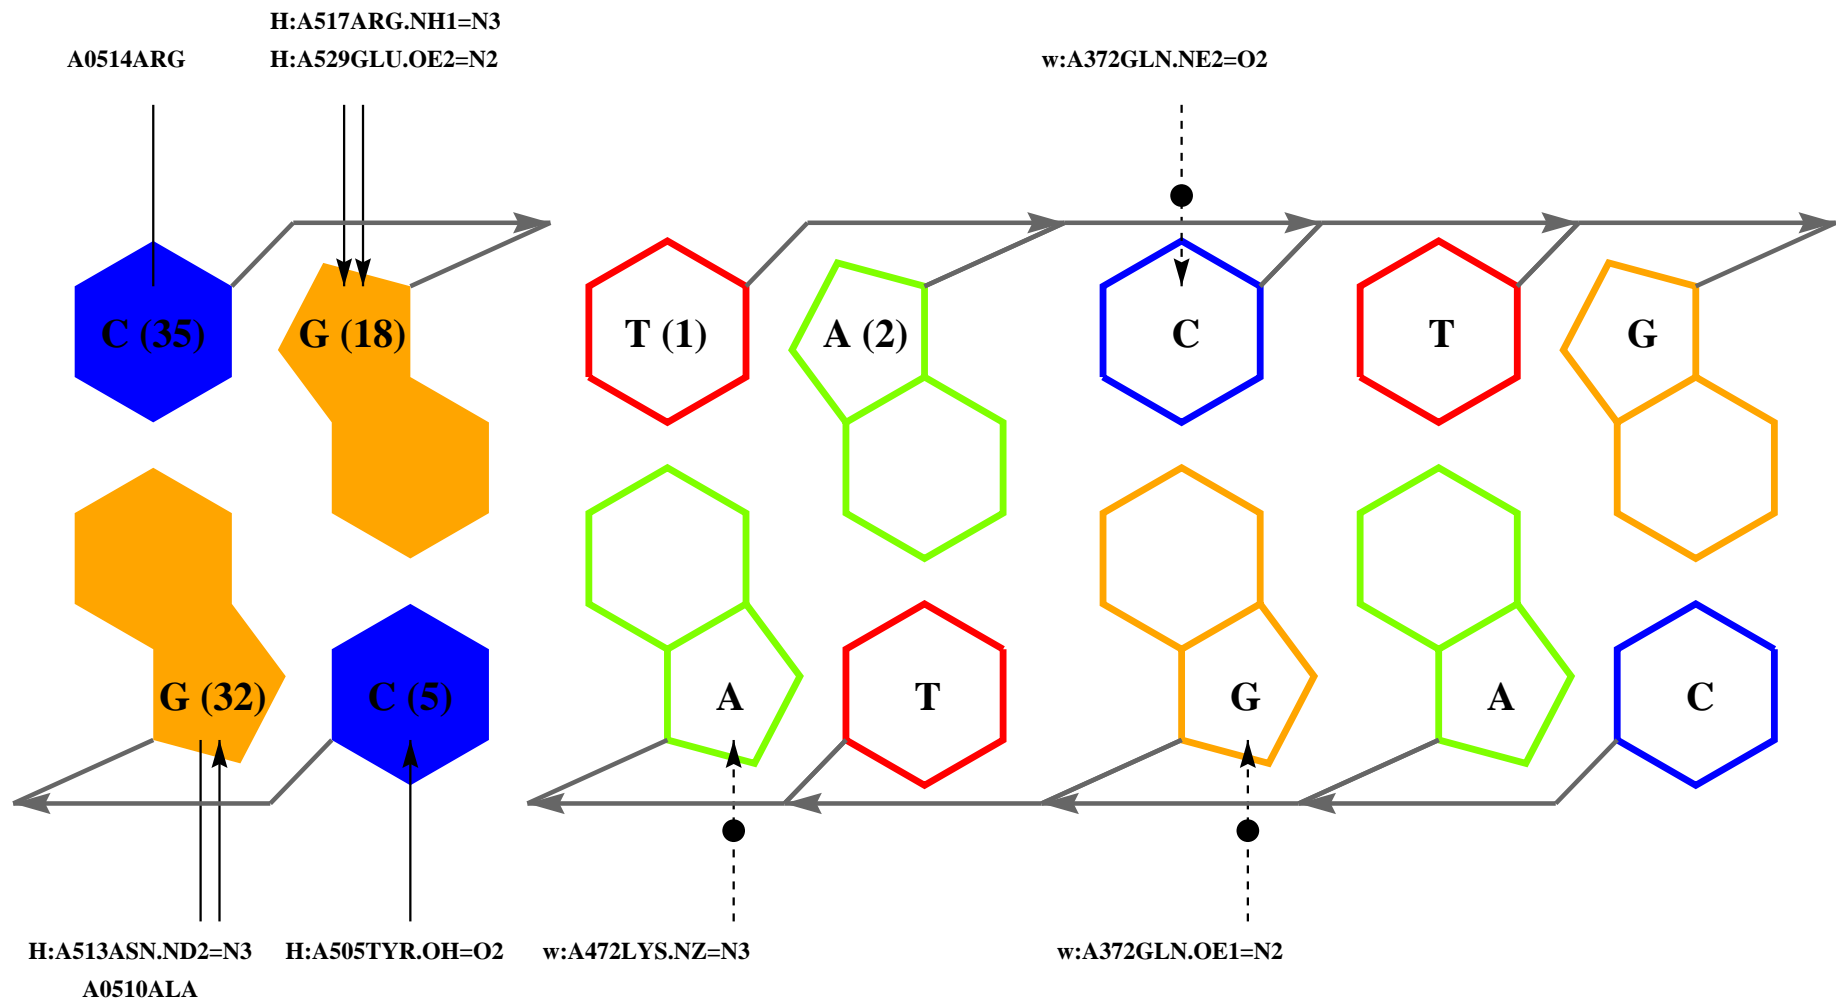 H:A517ARG.NH1=N3
A0514ARG
H:A529GLU.OE2=N2
w:A372GLN.NE2=O2
C (35)
G (18)
T (1)
A (2)
C
T
G
G (32)
C (5)
A
T
G
A
C
H:A513ASN.ND2=N3
H:A505TYR.OH=O2
w:A472LYS.NZ=N3
w:A372GLN.OE1=N2
A0510ALA